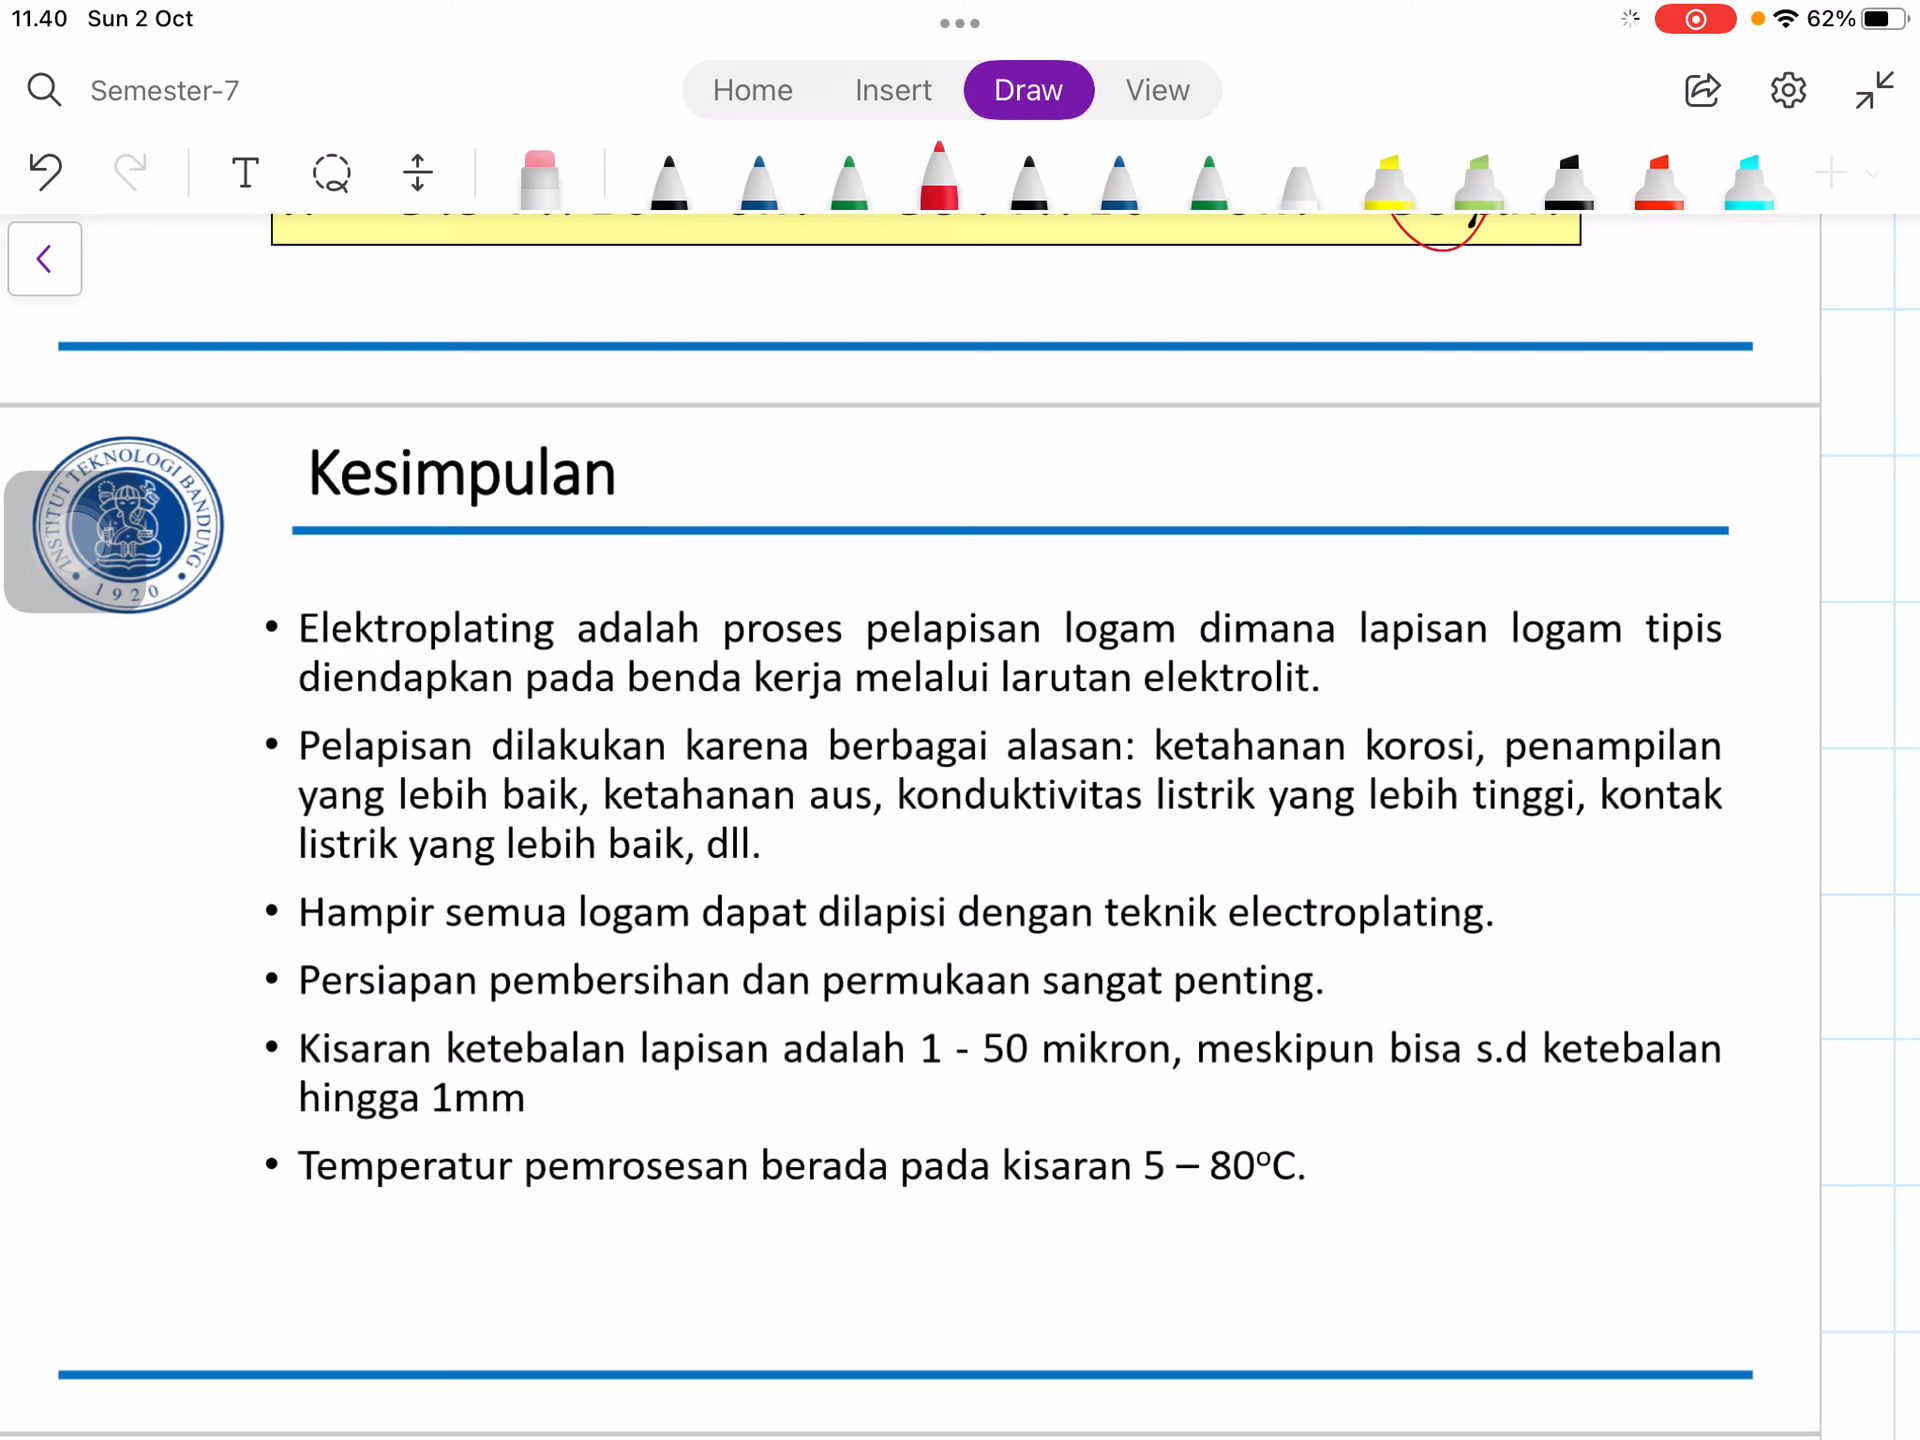 11.40 Sun 2 Oct
62%
Semester-7
Home Insert Draw View
T
Kesimpulan
INSTITUT TEKNOLOGI BANDUNG
1920
• Elektroplating adalah proses pelapisan logam dimana lapisan logam tipis
diendapkan pada benda kerja melalui larutan elektrolit.
• Pelapisan dilakukan karena berbagai alasan: ketahanan korosi, penampilan
yang lebih baik, ketahanan aus, konduktivitas listrik yang lebih tinggi, kontak
listrik yang lebih baik, dll.
• Hampir semua logam dapat dilapisi dengan teknik electroplating.
• Persiapan pembersihan dan permukaan sangat penting.
• Kisaran ketebalan lapisan adalah 1 - 50 mikron, meskipun bisa s.d ketebalan
hingga 1mm
• Temperatur pemrosesan berada pada kisaran 5 – 80°C.